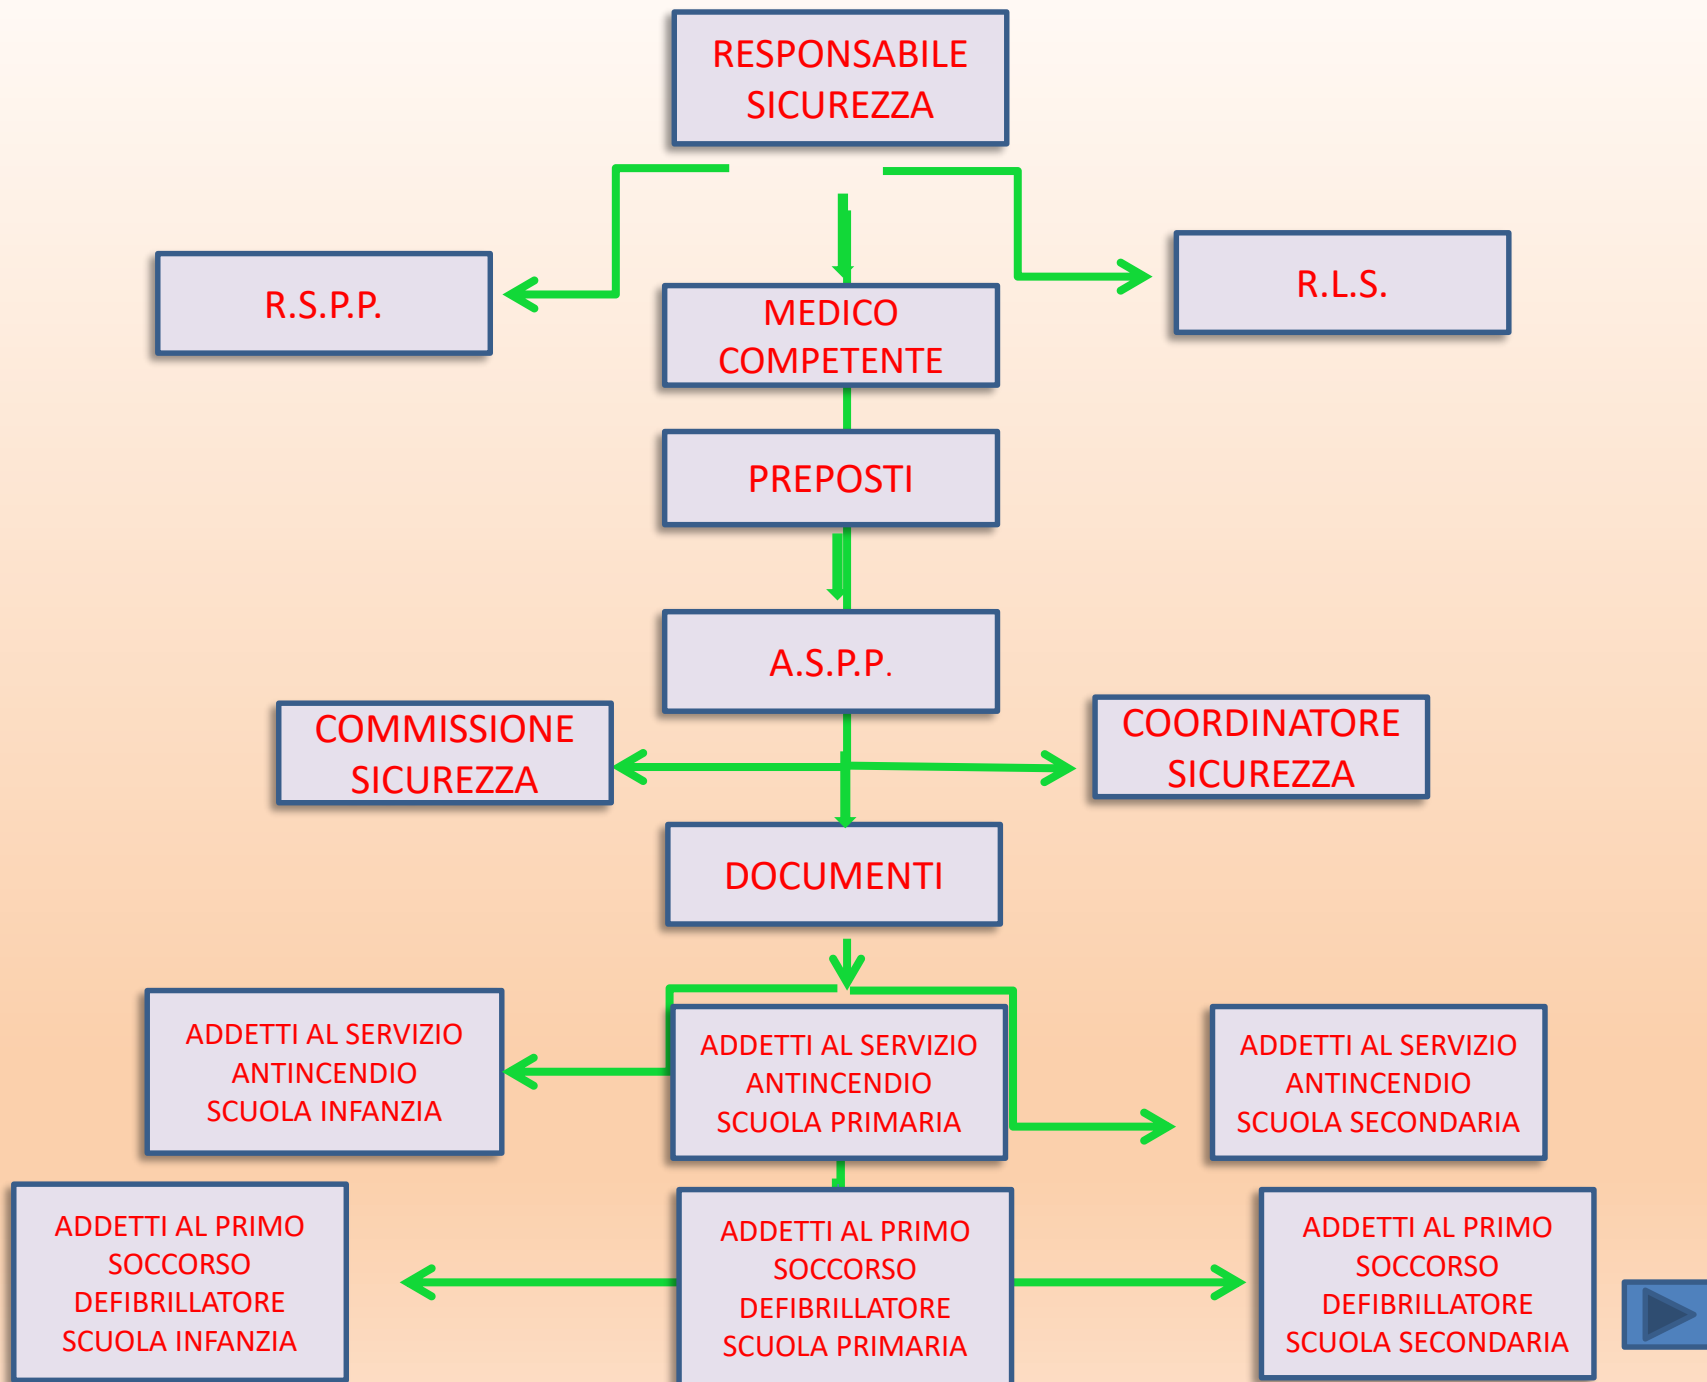 RESPONSABILE
SICUREZZA
R.S.P.P.
MEDICO
COMPETENTE
R.L.S.
PREPOSTI
A.S.P.P.
COMMISSIONE
SICUREZZA
COORDINATORE
SICUREZZA
DOCUMENTI
ADDETTI AL SERVIZIO
ANTINCENDIO
SCUOLA INFANZIA
ADDETTI AL SERVIZIO
ANTINCENDIO
SCUOLA PRIMARIA
ADDETTI AL SERVIZIO
ANTINCENDIO
SCUOLA SECONDARIA
ADDETTI AL PRIMO
SOCCORSO
DEFIBRILLATORE
SCUOLA INFANZIA
ADDETTI AL PRIMO
SOCCORSO
DEFIBRILLATORE
SCUOLA PRIMARIA
ADDETTI AL PRIMO
SOCCORSO
DEFIBRILLATORE
SCUOLA SECONDARIA